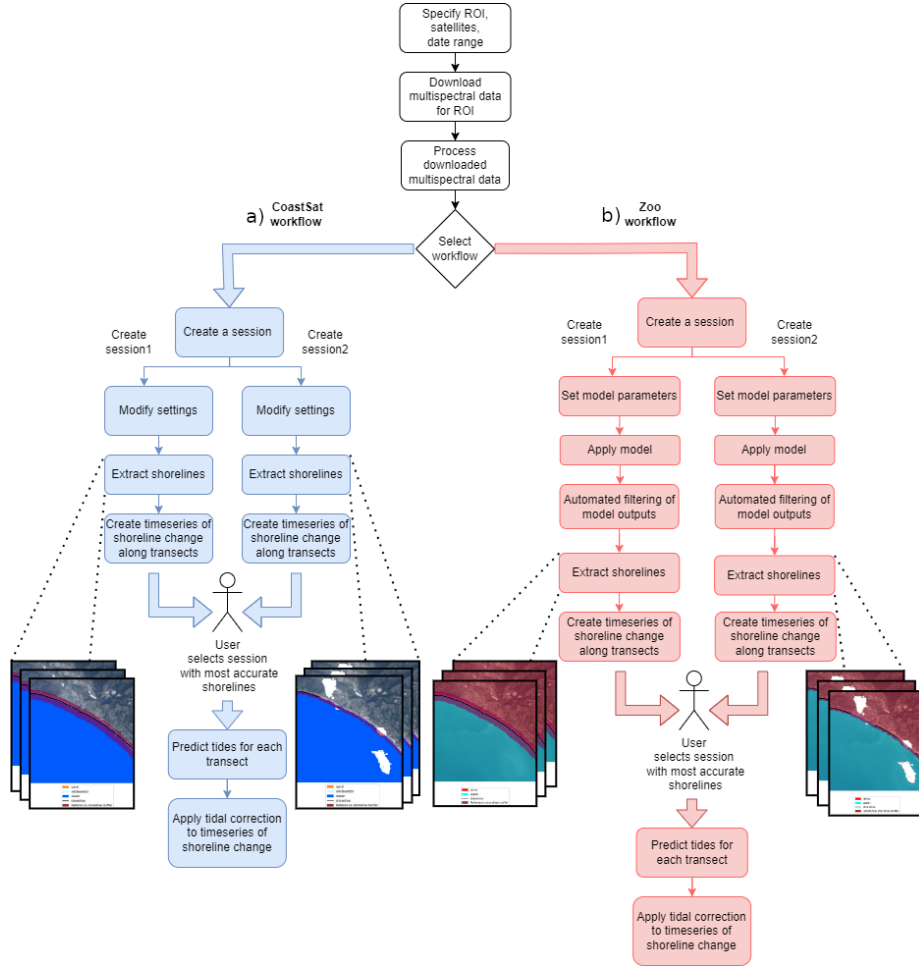 Specify ROI,
satellites,
date range
Download
multispectral data
for ROI
Process
downloaded
multispectral data
Select
workflow
a) CoastSat
workflow
b) Zoo
workflow
Create a session
Create
session1
Create
session2
Modify settings
Modify settings
Extract shorelines
Extract shorelines
Create timeseries of
shoreline change
along transects
Create timeseries of
shoreline change
along transects
User
selects session
with most accurate
shorelines
Predict tides for each
transect
Apply tidal correction
to timeseries of
shoreline change
Create a session
Create
session1
Create
session2
Set model parameters
Set model parameters
Apply model
Apply model
Automated filtering of
model outputs
Automated filtering of
model outputs
Extract shorelines
Extract shorelines
Create timeseries of
shoreline change
along transects
Create timeseries of
shoreline change
along transects
User
selects session
with most accurate
shorelines
Predict tides for
each transect
Apply tidal correction
to timeseries of
shoreline change